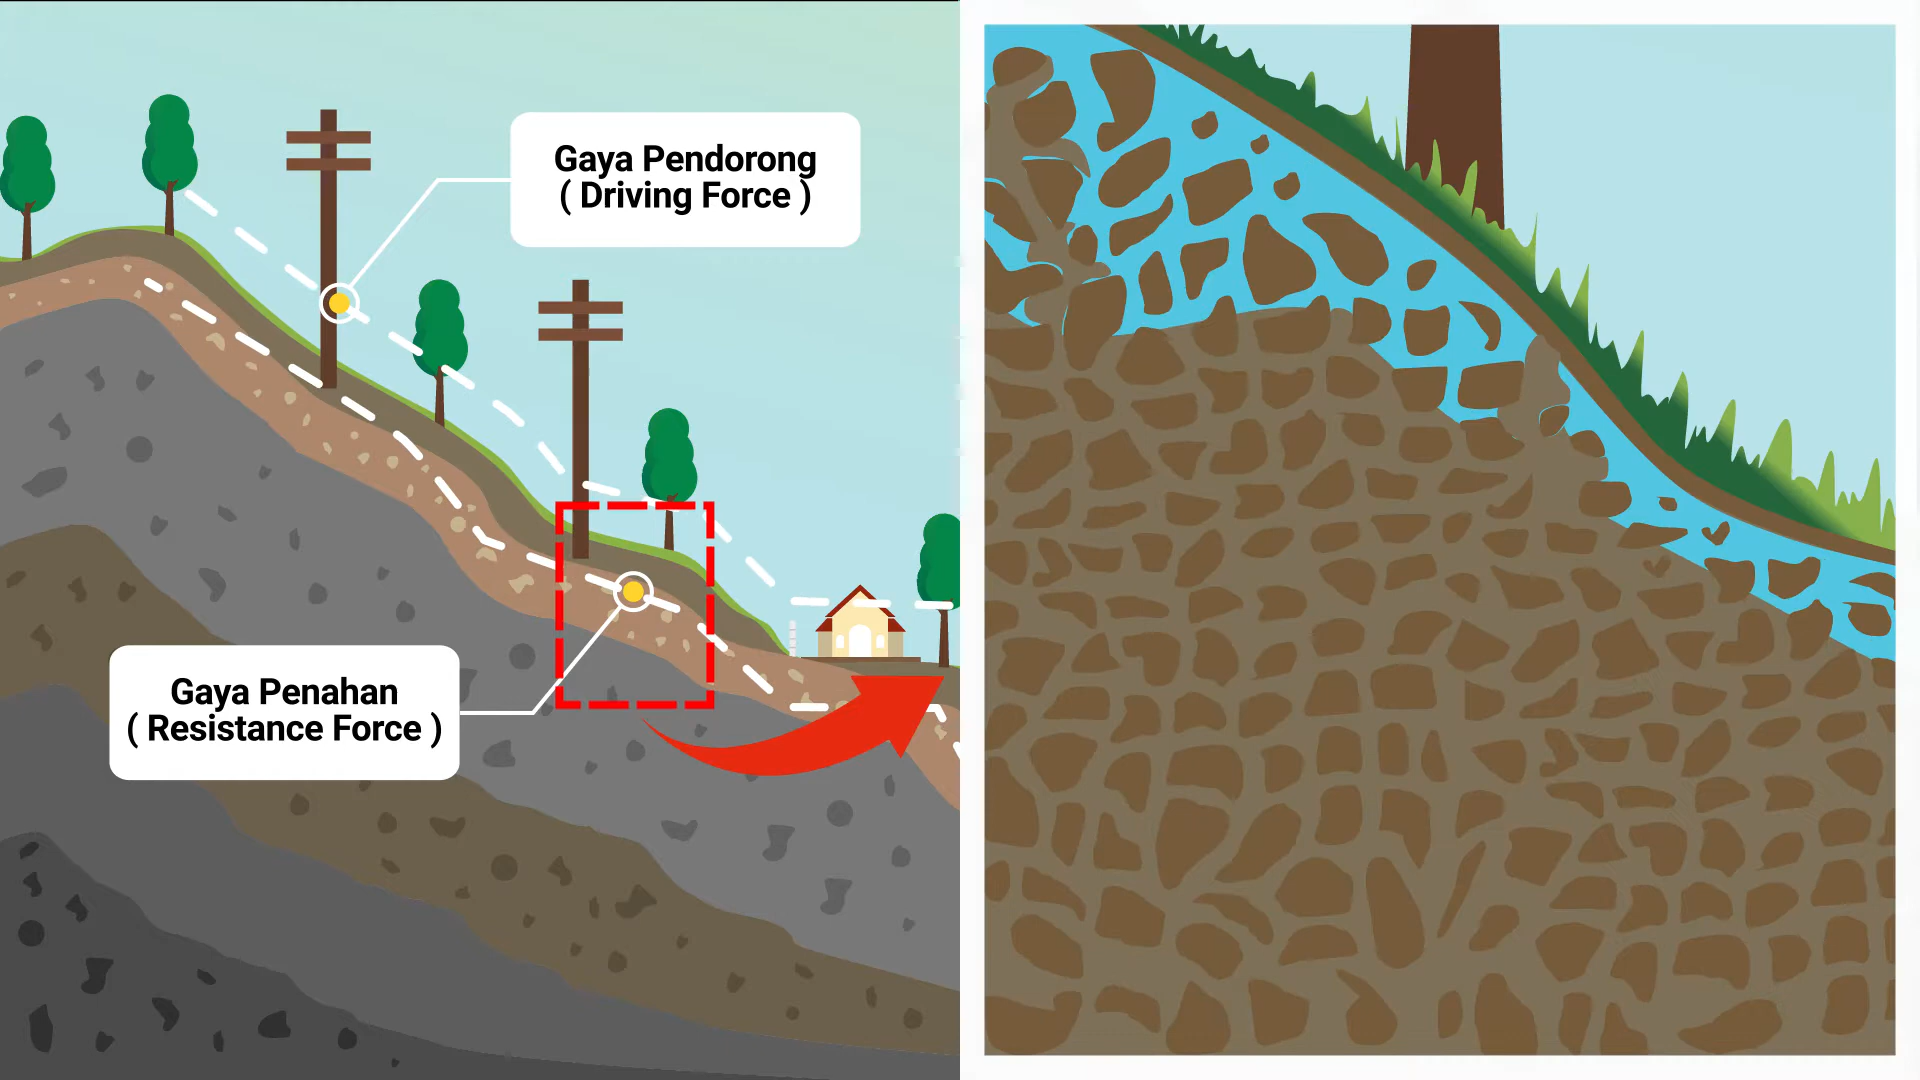 Gaya Pendorong
( Driving Force )
Gaya Penahan
( Resistance Force )